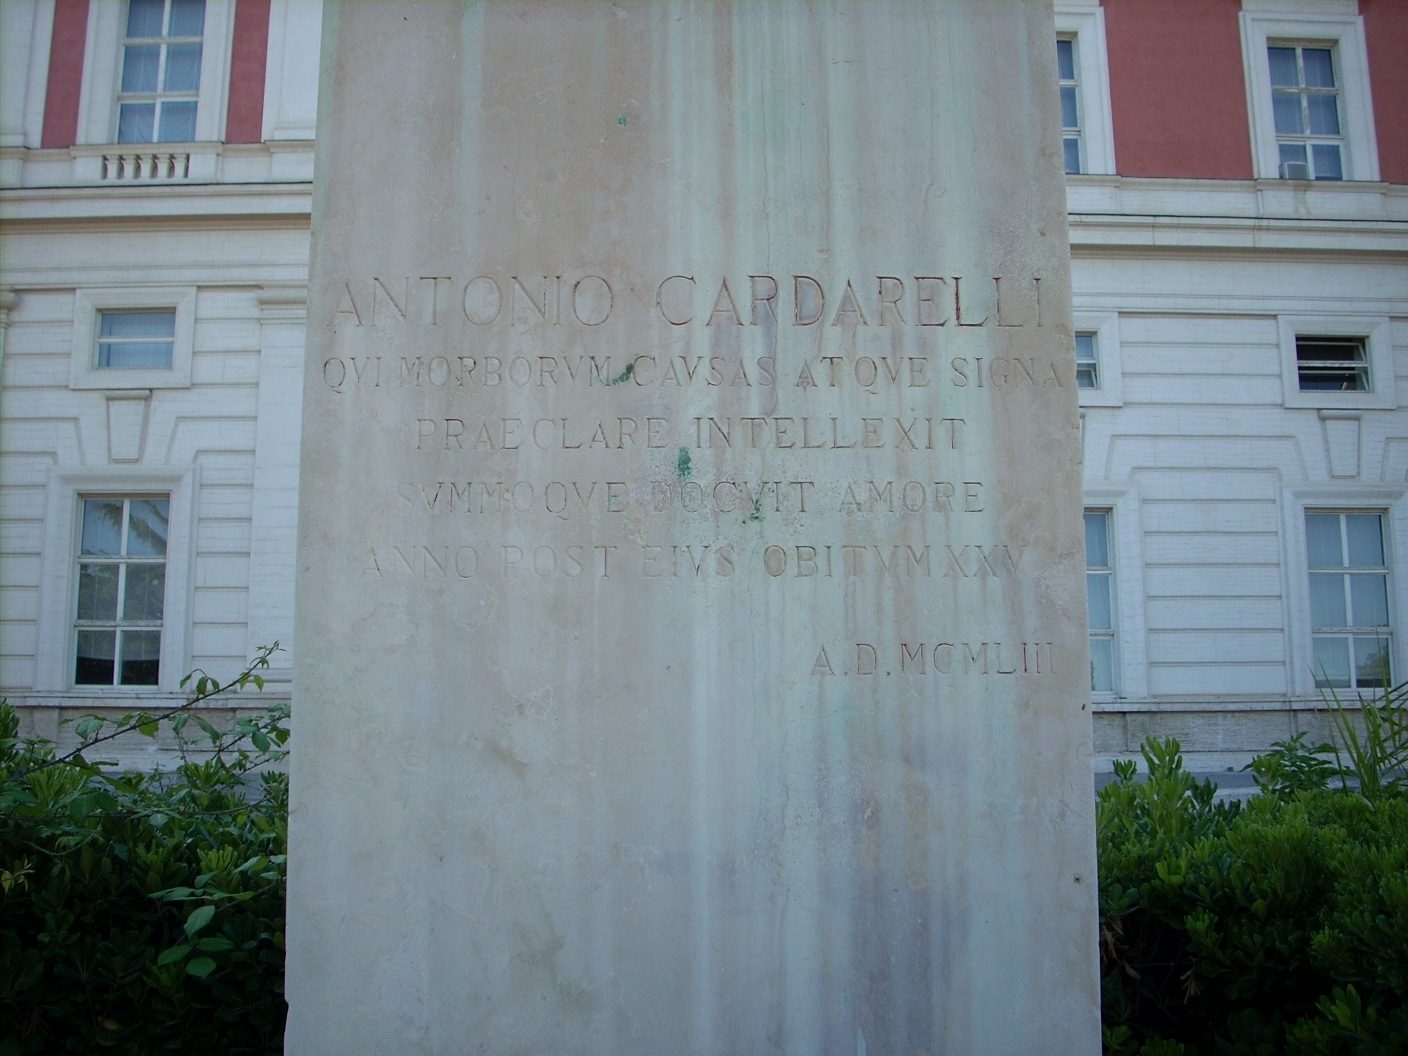 ANTONIO CARDARELLI
QVI MORBORVM CAVSAS ATQVE SIGNA
PRAECLARE INTELLEXIT
SVMMOQVE DOCVIT AMORE
ANNO POST EIVS OBITVM XXV
A.D. MCMLIII